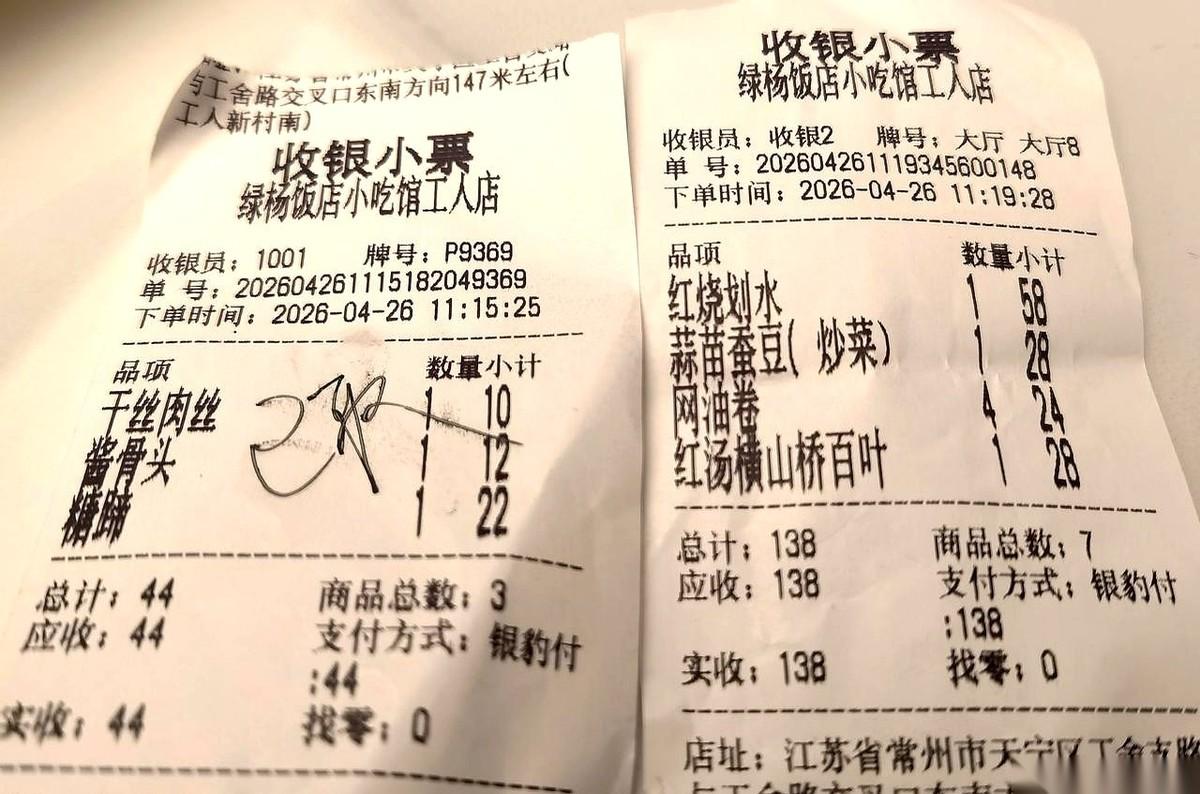 与工舍路交叉口东南方向147米左右(
工人新村南)
收银小票
绿杨饭店小吃馆工人店
收银员：1001 牌号：P9369
单 号：2026042611115182049369
下单时间：2026-04-26 11:15:25
品项 数量 小计
干丝肉丝 1 10
酱骨头 1 12
糖蹄 1 22
已取
总计：44 商品总数：3
应收：44 支付方式：银豹付
:44
实收：44 找零：0
收银小票
绿杨饭店小吃馆工人店
收银员：收银2 牌号：大厅 大厅8
单 号：2026042611119345600148
下单时间：2026-04-26 11:19:28
品项 数量 小计
红烧划水 1 58
蒜苗蚕豆(炒菜) 1 28
网油卷 4 24
红汤横山桥百叶 1 28
总计：138 商品总数：7
应收：138 支付方式：银豹付
:138
实收：138 找零：0
店址：江苏省常州市天宁区工舍支路